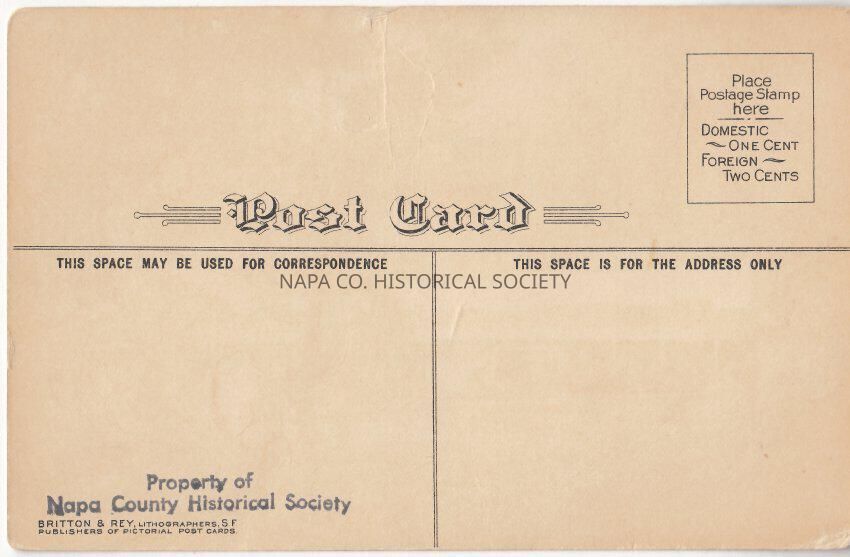 Place
Postage Stamp
here
DOMESTIC
ONE CENT
FOREIGN
TWO CENTS
Post Card
THIS SPACE MAY BE USED FOR CORRESPONDENCE
THIS SPACE IS FOR THE ADDRESS ONLY
NAPA CO. HISTORICAL SOCIETY
Property of
Napa County Historical Society
BRITTON & REY, LITHOGRAPHERS, S.F
PUBLISHERS OF PICTORIAL POST CARDS.